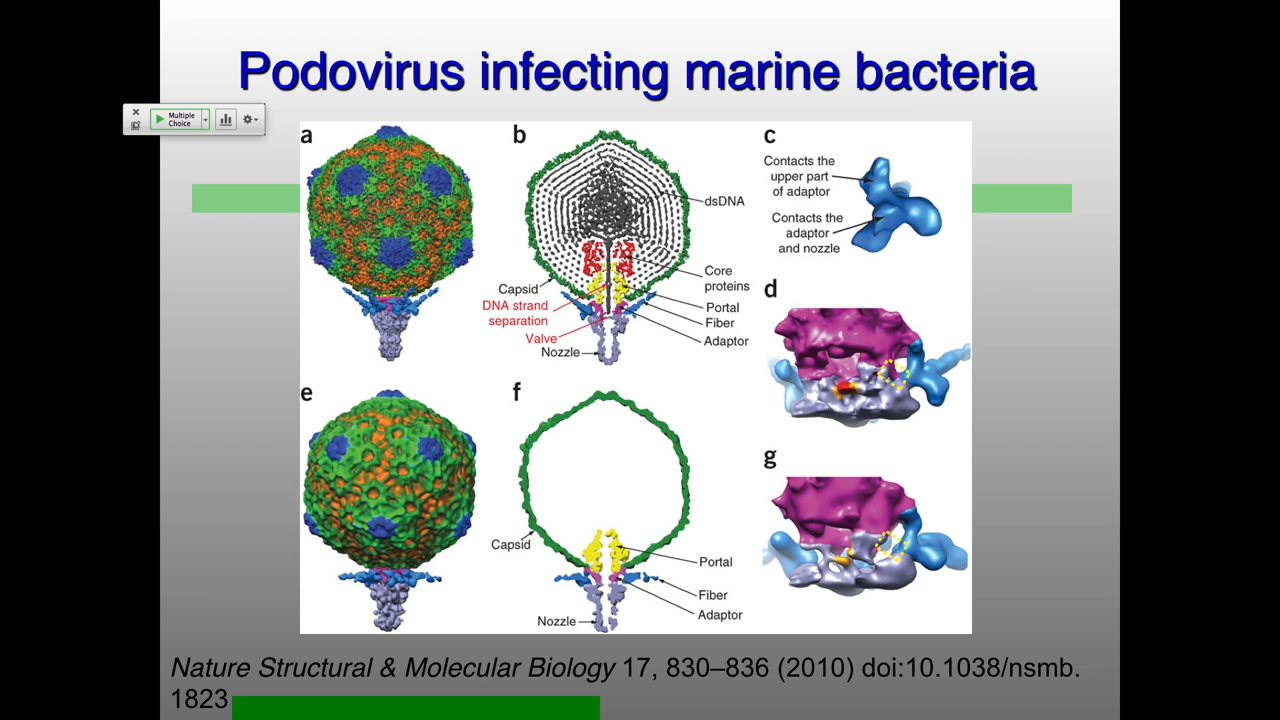 Podovirus infecting marine bacteria
Multiple
Choice
a
b
dsDNA
Core
proteins
Capsid
DNA strand
separation
Portal
Fiber
Valve
Adaptor
Nozzle
c
Contacts the
upper part
of adaptor
Contacts the
adaptor
and nozzle
d
e
f
Capsid
Portal
Fiber
Adaptor
Nozzle
g
Nature Structural & Molecular Biology 17, 830–836 (2010) doi:10.1038/nsmb.
1823